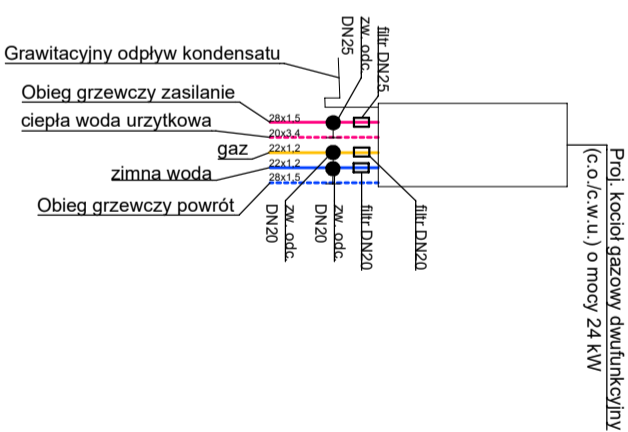 Grawitacyjny odpływ kondensatu
Obieg grzewczy zasilanie
ciepła woda urzytkowa
gaz
zimna woda
Obieg grzewczy powrót
28x1,5
20x3,4
22x1,2
22x1,2
28x1,5
zw. odc.
DN25
filtr DN25
zw. odc.
DN20
zw. odc.
DN20
filtr DN20
filtr DN20
Proj. kocioł gazowy dwufunkcyjny
(c.o./c.w.u.) o mocy 24 kW